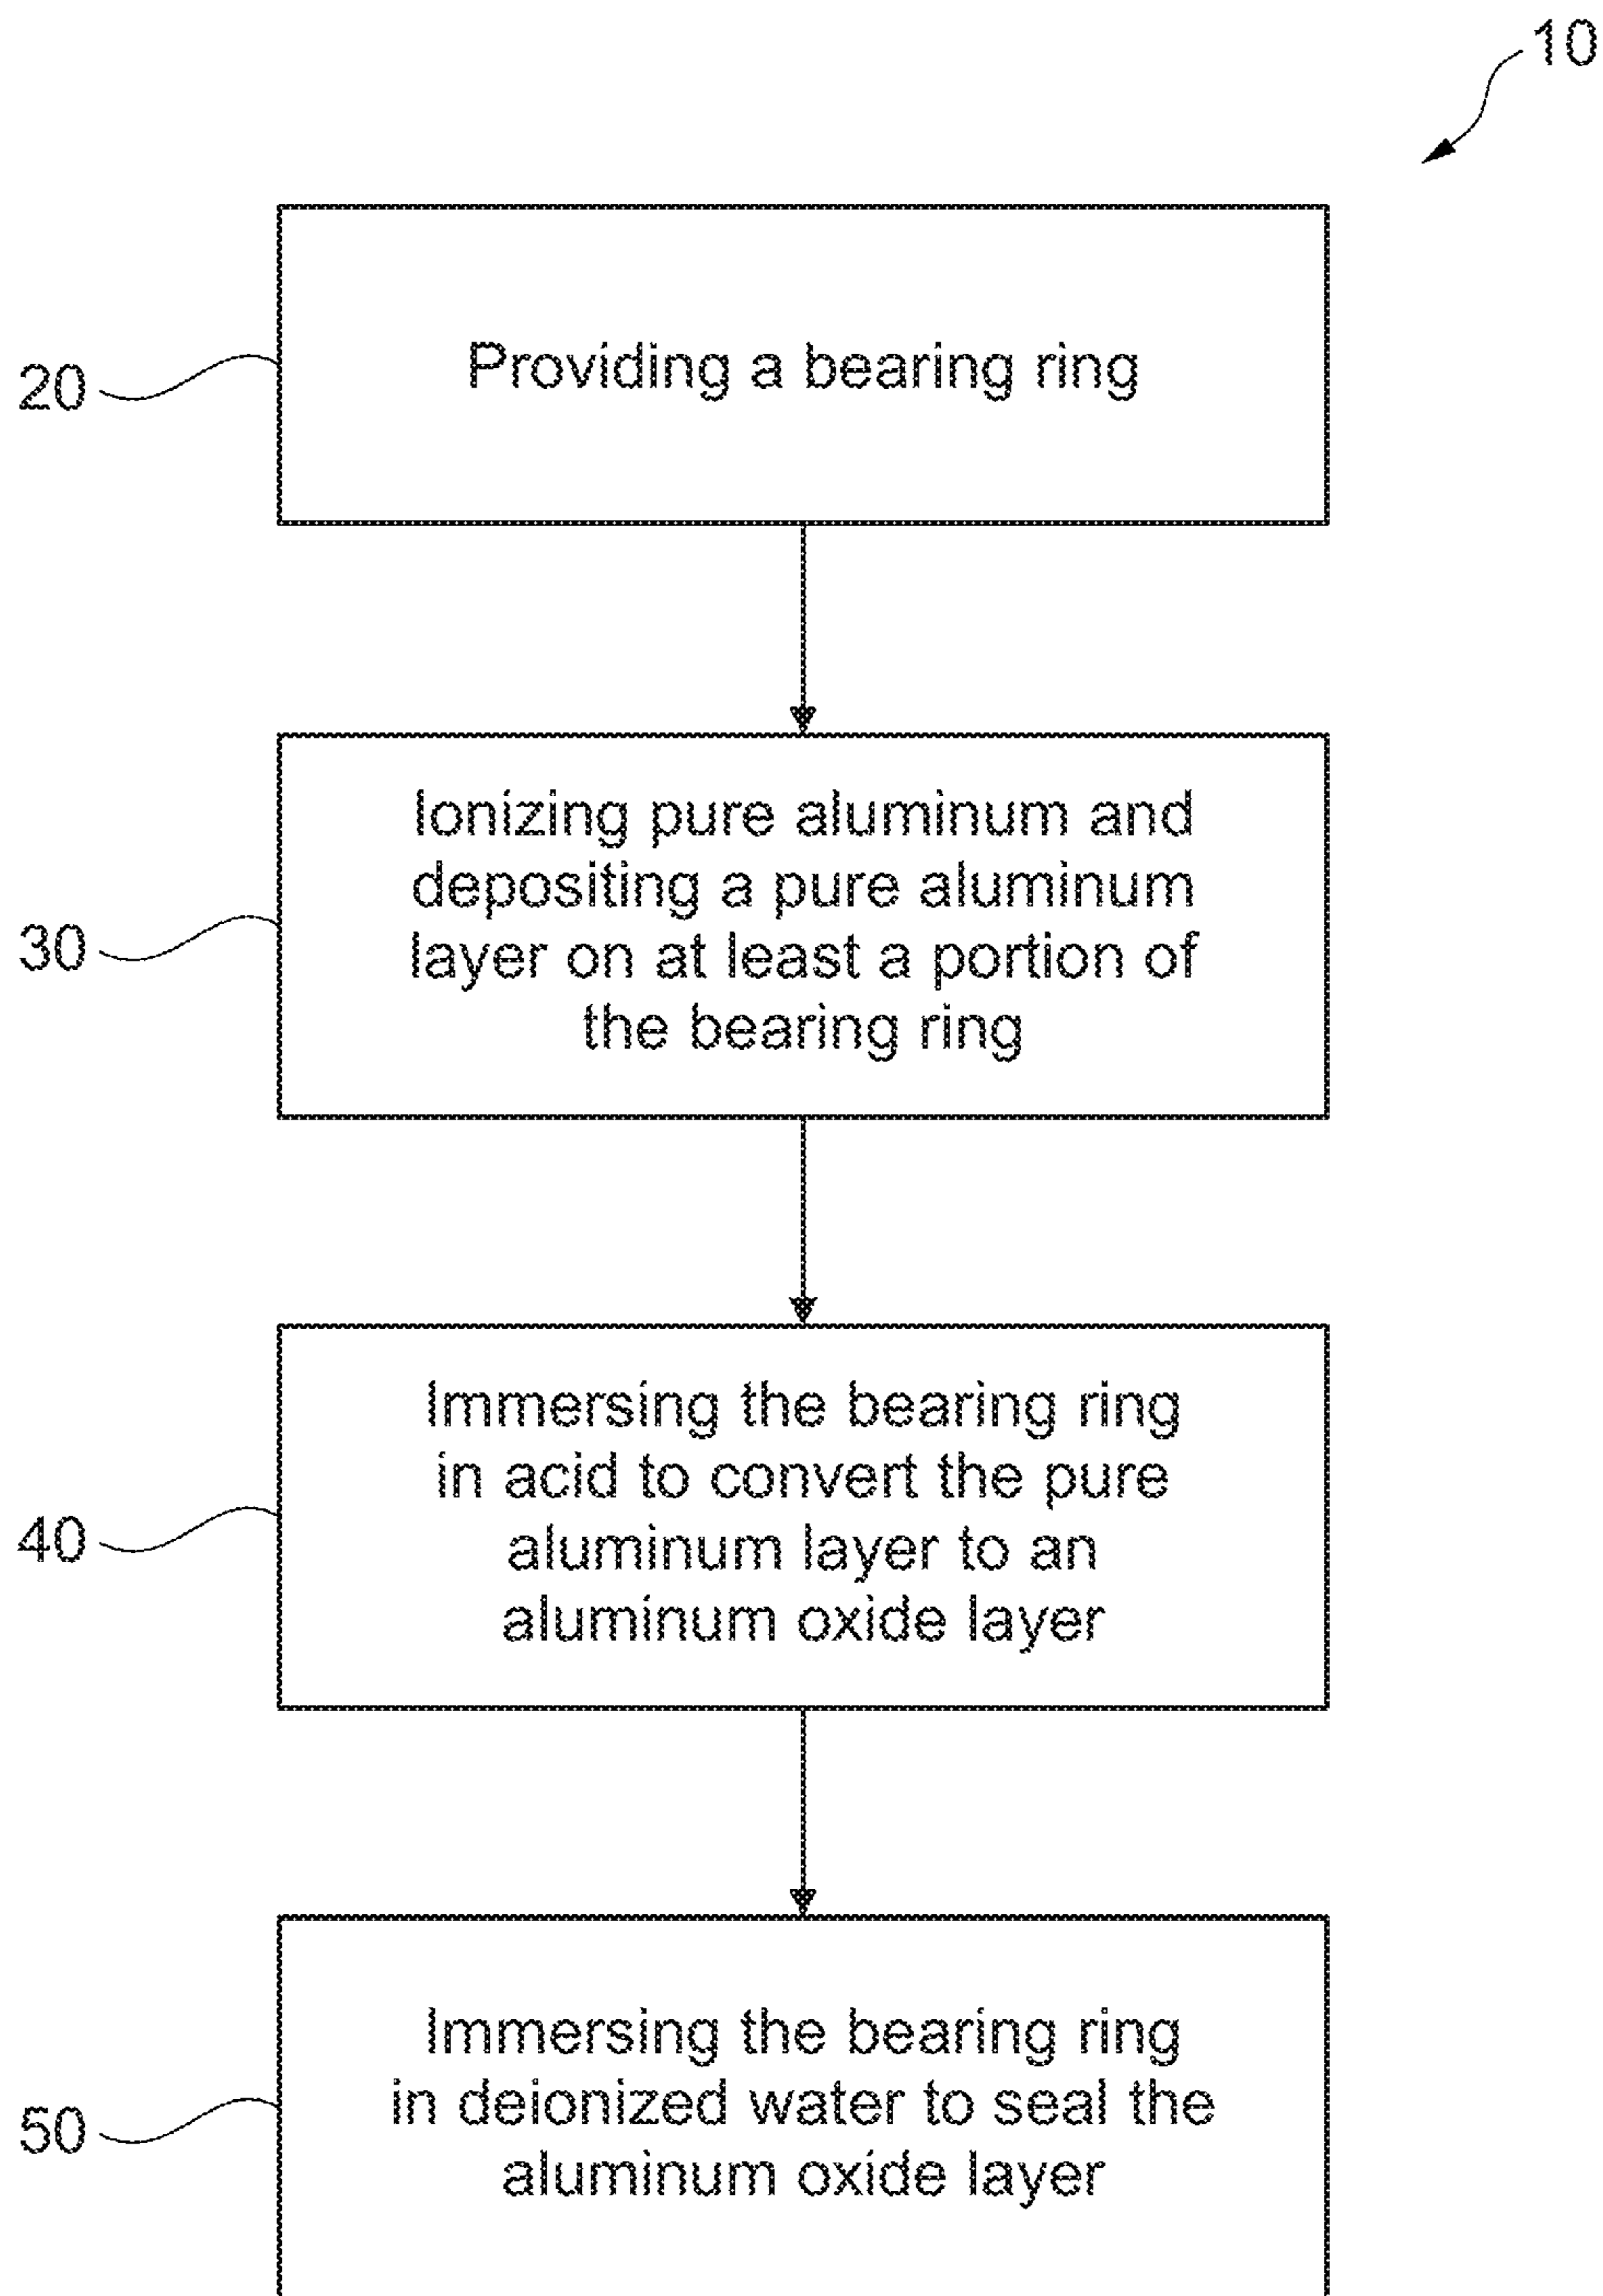 10
20
Providing a bearing ring
30
Ionizing pure aluminum and
depositing a pure aluminum
layer on at least a portion of
the bearing ring
40
Immersing the bearing ring
in acid to convert the pure
aluminum layer to an
aluminum oxide layer
50
Immersing the bearing ring
in deionized water to seal the
aluminum oxide layer